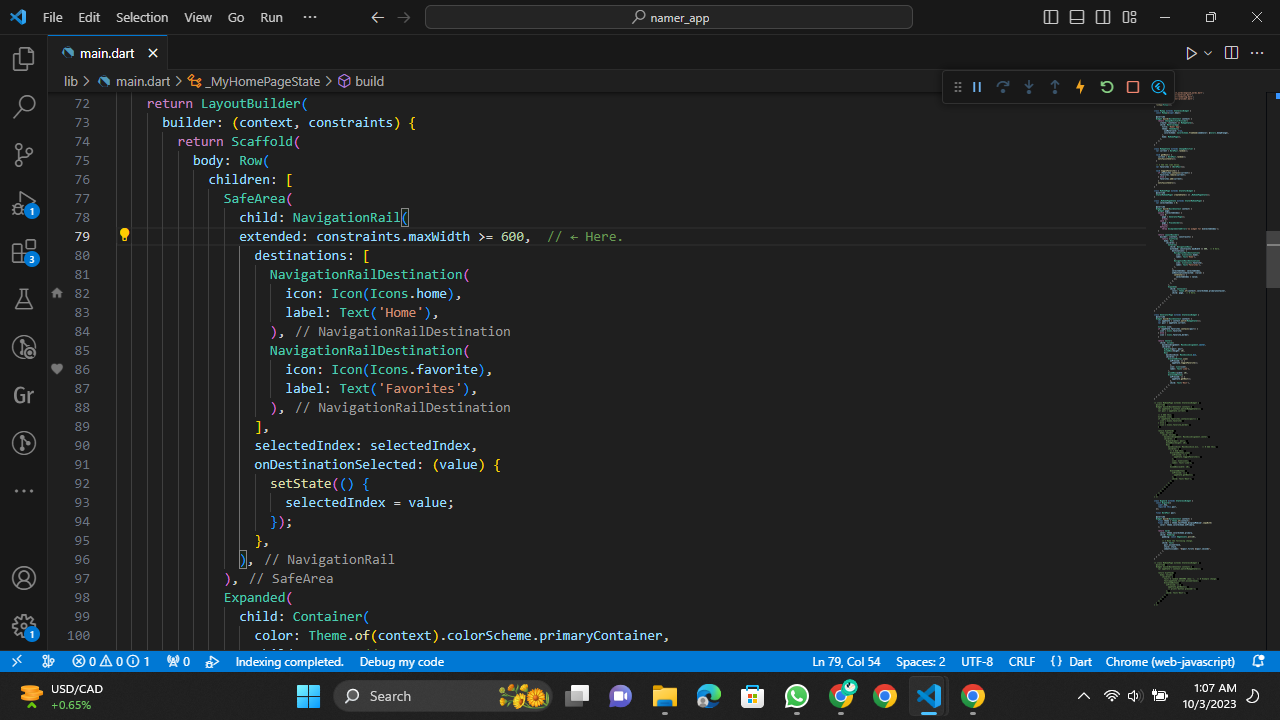 File Edit Selection View Go Run ···
namer_app
main.dart
lib > main.dart > _MyHomePageState > build
72 return LayoutBuilder(
73 builder: (context, constraints) {
74 return Scaffold(
75 body: Row(
76 children: [
77 SafeArea(
78 child: NavigationRail(
79 extended: constraints.maxWidth >= 600,  // ← Here.
80 destinations: [
81 NavigationRailDestination(
82 icon: Icon(Icons.home),
83 label: Text('Home'),
84 ), // NavigationRailDestination
85 NavigationRailDestination(
86 icon: Icon(Icons.favorite),
87 label: Text('Favorites'),
88 ), // NavigationRailDestination
89 ],
90 selectedIndex: selectedIndex,
91 onDestinationSelected: (value) {
92 setState(() {
93 selectedIndex = value;
94 });
95 },
96 ), // NavigationRail
97 ), // SafeArea
98 Expanded(
99 child: Container(
100 color: Theme.of(context).colorScheme.primaryContainer,
1
3
Gr
1
0 0 1 0 Indexing completed. Debug my code Ln 79, Col 54 Spaces: 2 UTF-8 CRLF {} Dart Chrome (web-javascript)
USD/CAD
+0.65%
Search
1:07 AM
10/3/2023